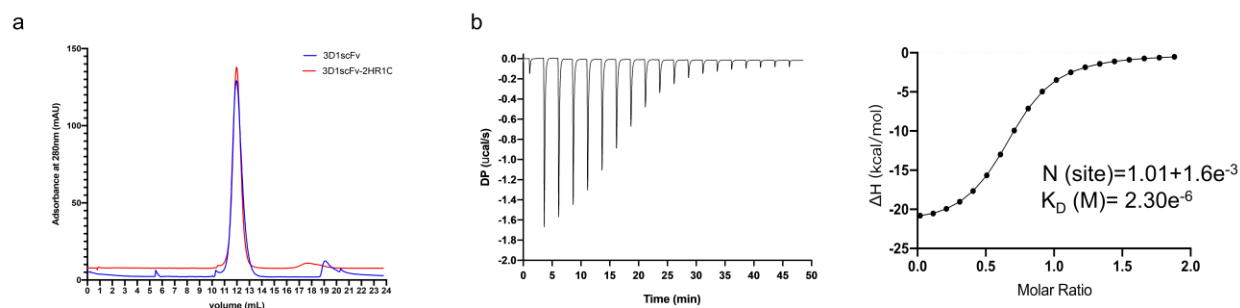 a
150
100
50
0
Adsorbance at 280nm (mAU)
0 1 2 3 4 5 6 7 8 9 10 11 12 13 14 15 16 17 18 19 20 21 22 23 24
volume (mL)
3D1scFv
3D1scFv-2HR1C
b
0.0
-0.2
-0.4
-0.6
-0.8
-1.0
-1.2
-1.4
-1.6
-1.8
-2.0
DP (ucal/s)
0 5 10 15 20 25 30 35 40 45 50
Time (min)
0
-5
-10
-15
-20
-25
ΔH (kcal/mol)
N (site)=1.01+1.6e-3
KD (M)= 2.30e-6
0.0 0.5 1.0 1.5 2.0
Molar Ratio